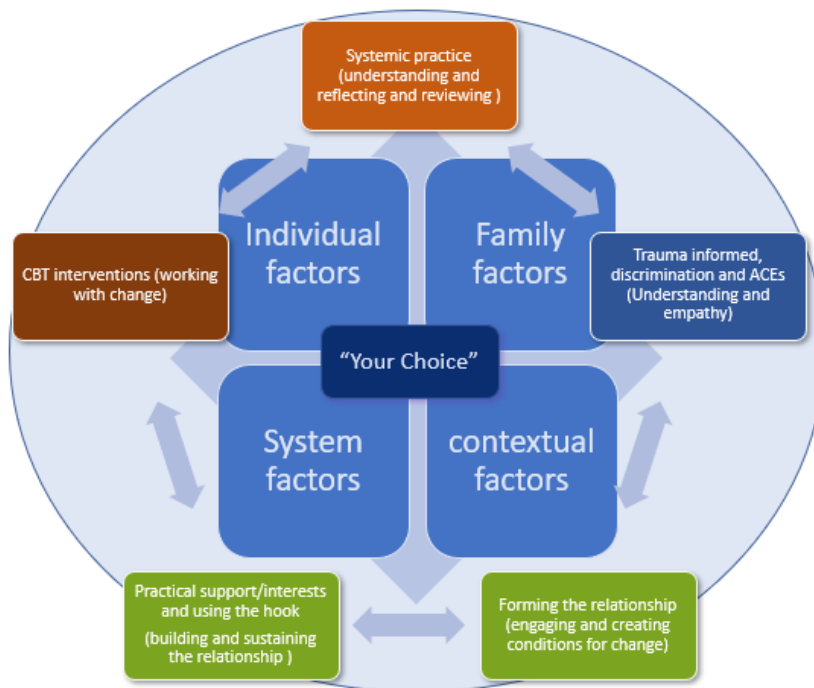 Systemic practice
(understanding and
reflecting and reviewing )
Individual
factors
Family
factors
CBT interventions (working
with change)
Trauma informed,
discrimination and ACEs
(Understanding and
empathy)
“Your Choice”
System
factors
contextual
factors
Practical support/interests
and using the hook
(building and sustaining
the relationship )
Forming the relationship
(engaging and creating
conditions for change)